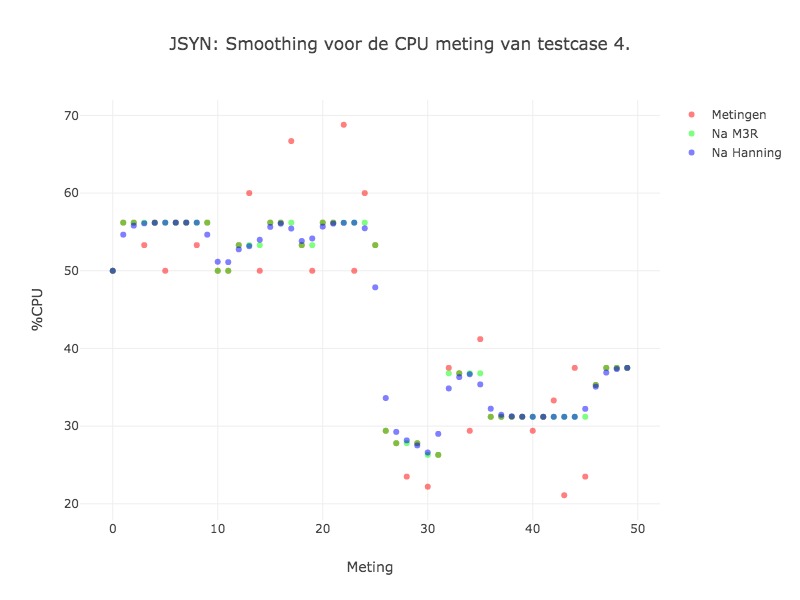 JSYN: Smoothing voor de CPU meting van testcase 4.
Metingen
Na M3R
Na Hanning
%CPU
70
60
50
40
30
20
0
10
20
30
40
50
Meting